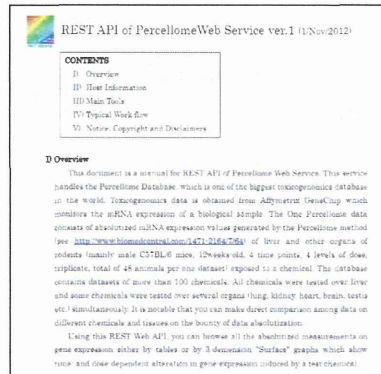 REST API of PercellomeWeb Service ver.1 (1/Nov/2012)
CONTENTS
I) Overview
II) Host Information
III) Main Tools
IV) Typical Work flow
V) Notice, Copyright and Disclaimers
I) Overview
This document is a manual for REST API of Percellome Web Service. This service
handles the Percellome Database, which is one of the biggest toxicogenomics database
in the world. Toxicogenomics data is obtained from Affymetrix GeneChip which
monitors the mRNA expression of a biological sample. The One Percellome data
consists of absolutized mRNA expression values generated by the Percellome method
(see http://www.biomedcentral.com/1471-2164/7/64) of liver and other organs of
rodents (mainly male C57BL/6 mice, 12weeks old, 4 time points, 4 levels of dose,
triplicate, total of 48 animals per one dataset) exposed to a chemical. The database
contains datasets of more than 100 chemicals. All chemicals were tested over liver
and some chemicals were tested over several organs (lung, kidney, heart, brain, testis
etc.) simultaneously. It is notable that you can make direct comparison among data on
different chemicals and tissues on the bounty of data absolutization.
Using this REST Web API, you can browse all the absolutized measurements on
gene expression either by tables or by 3 demension "Surface" graphs which show
time and dose dependent alteration in gene expression induced by a test chemical.